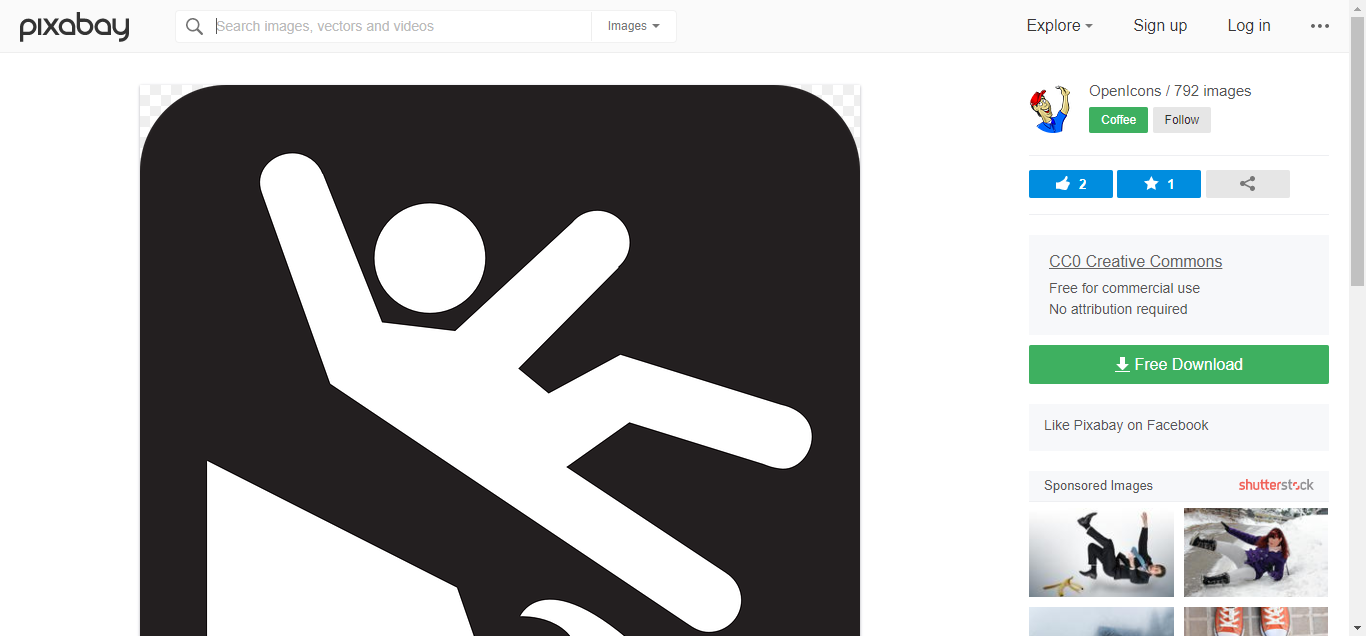 pixabay
Search images, vectors and videos
Images
Explore
Sign up
Log in
OpenIcons / 792 images
Coffee
Follow
2
1
CC0 Creative Commons
Free for commercial use
No attribution required
Free Download
Like Pixabay on Facebook
Sponsored Images
shutterstock